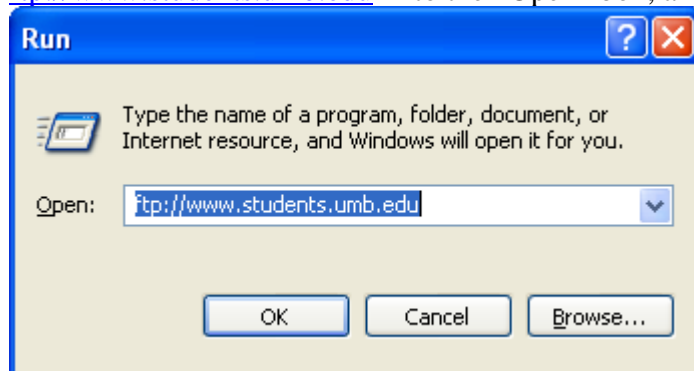 Run
Type the name of a program, folder, document, or
Internet resource, and Windows will open it for you.
Open:
ftp://www.students.umb.edu
OK
Cancel
Browse...